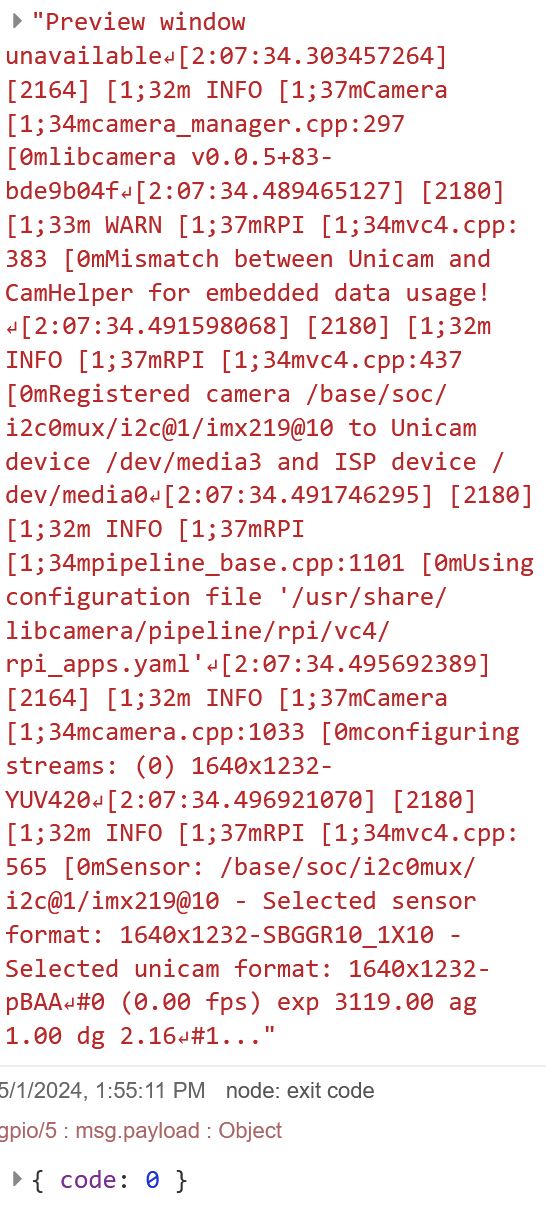 "Preview window
unavailable↲[2:07:34.303457264]
[2164] [1;32m INFO [1;37mCamera
[1;34mcamera_manager.cpp:297
[0mlibcamera v0.0.5+83-
bde9b04f↲[2:07:34.489465127] [2180]
[1;33m WARN [1;37mRPI [1;34mvc4.cpp:
383 [0mMismatch between Unicam and
CamHelper for embedded data usage!
↲[2:07:34.491598068] [2180] [1;32m
INFO [1;37mRPI [1;34mvc4.cpp:437
[0mRegistered camera /base/soc/
i2c0mux/i2c@1/imx219@10 to Unicam
device /dev/media3 and ISP device /
dev/media0↲[2:07:34.491746295] [2180]
[1;32m INFO [1;37mRPI
[1;34mpipeline_base.cpp:1101 [0mUsing
configuration file '/usr/share/
libcamera/pipeline/rpi/vc4/
rpi_apps.yaml'↲[2:07:34.495692389]
[2164] [1;32m INFO [1;37mCamera
[1;34mcamera.cpp:1033 [0mconfiguring
streams: (0) 1640x1232-
YUV420↲[2:07:34.496921070] [2180]
[1;32m INFO [1;37mRPI [1;34mvc4.cpp:
565 [0mSensor: /base/soc/i2c0mux/
i2c@1/imx219@10 - Selected sensor
format: 1640x1232-SBGGR10_1X10 -
Selected unicam format: 1640x1232-
pBAA↲#0 (0.00 fps) exp 3119.00 ag
1.00 dg 2.16↲#1..."
5/1/2024, 1:55:11 PM node: exit code
gpio/5 : msg.payload : Object
{ code: 0 }